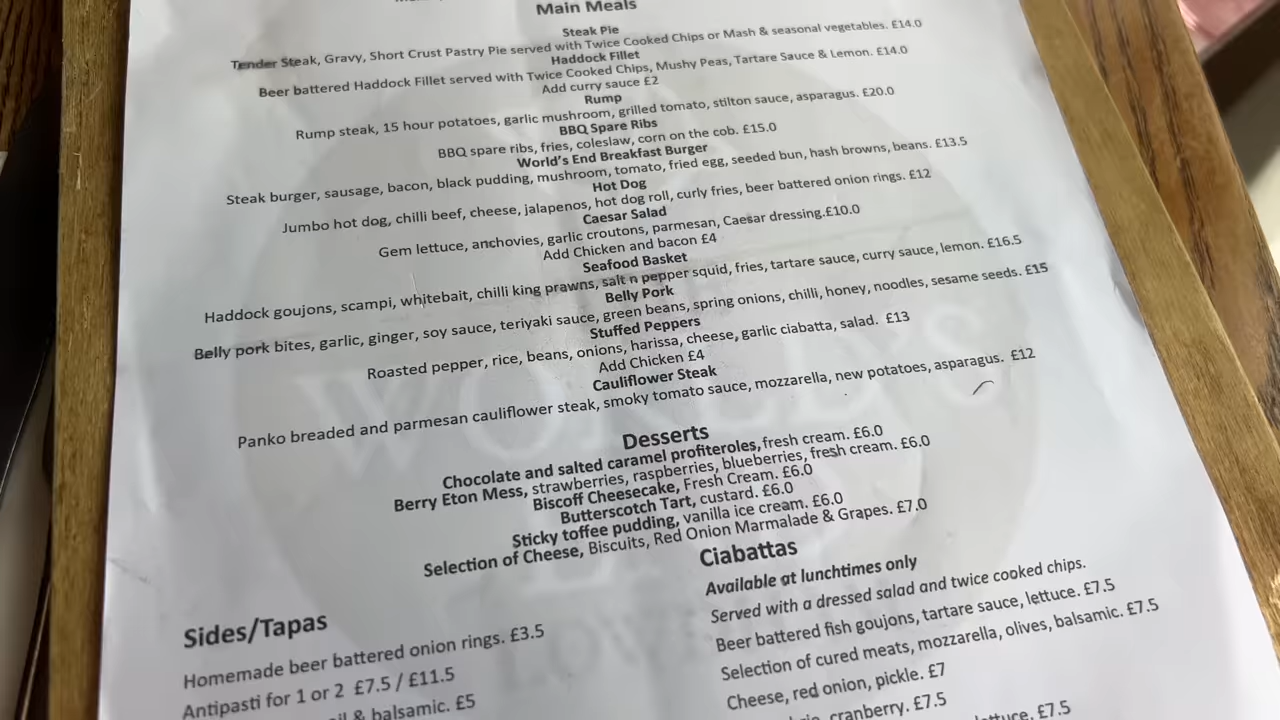 Main Meals
Steak Pie
Tender Steak, Gravy, Short Crust Pastry Pie served with Twice Cooked Chips or Mash & seasonal vegetables. £14.0
Haddock Fillet
Beer battered Haddock Fillet served with Twice Cooked Chips, Mushy Peas, Tartare Sauce & Lemon. £14.0
Add curry sauce £2
Rump
Rump steak, 15 hour potatoes, garlic mushroom, grilled tomato, stilton sauce, asparagus. £20.0
BBQ Spare Ribs
BBQ spare ribs, fries, coleslaw, corn on the cob. £15.0
World's End Breakfast Burger
Steak burger, sausage, bacon, black pudding, mushroom, tomato, fried egg, seeded bun, hash browns, beans. £13.5
Hot Dog
Jumbo hot dog, chilli beef, cheese, jalapenos, hot dog roll, curly fries, beer battered onion rings. £12
Caesar Salad
Gem lettuce, anchovies, garlic croutons, parmesan, Caesar dressing.£10.0
Add Chicken and bacon £4
Seafood Basket
Haddock goujons, scampi, whitebait, chilli king prawns, salt n pepper squid, fries, tartare sauce, curry sauce, lemon. £16.5
Belly Pork
Belly pork bites, garlic, ginger, soy sauce, teriyaki sauce, green beans, spring onions, chilli, honey, noodles, sesame seeds. £15
Stuffed Peppers
Roasted pepper, rice, beans, onions, harissa, cheese, garlic ciabatta, salad. £13
Add Chicken £4
Cauliflower Steak
Panko breaded and parmesan cauliflower steak, smoky tomato sauce, mozzarella, new potatoes, asparagus. £12
Desserts
Chocolate and salted caramel profiteroles, fresh cream. £6.0
Berry Eton Mess, strawberries, raspberries, blueberries, fresh cream. £6.0
Biscoff Cheesecake, Fresh Cream. £6.0
Butterscotch Tart, custard. £6.0
Sticky toffee pudding, vanilla ice cream. £6.0
Selection of Cheese, Biscuits, Red Onion Marmalade & Grapes. £7.0
Sides/Tapas
Homemade beer battered onion rings. £3.5
Antipasti for 1 or 2 £7.5 / £11.5
& balsamic. £5
Ciabattas
Available at lunchtimes only
Served with a dressed salad and twice cooked chips.
Beer battered fish goujons, tartare sauce, lettuce. £7.5
Selection of cured meats, mozzarella, olives, balsamic. £7.5
Cheese, red onion, pickle. £7
cranberry. £7.5
£7.5
WORLD'S